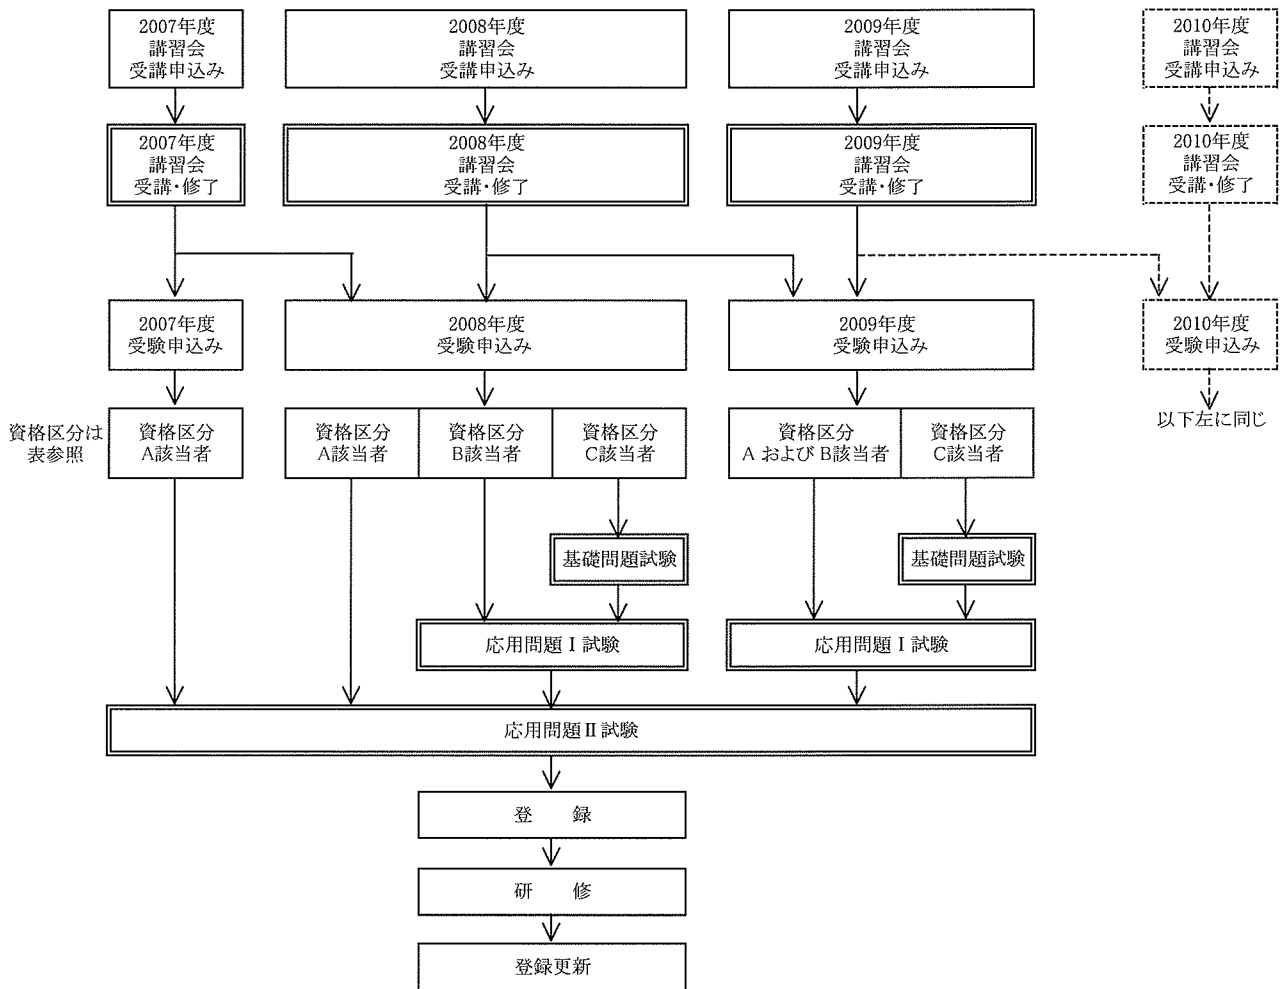 2007年度
講習会
受講申込み
2008年度
講習会
受講申込み
2009年度
講習会
受講申込み
2010年度
講習会
受講申込み
2007年度
講習会
受講・修了
2008年度
講習会
受講・修了
2009年度
講習会
受講・修了
2010年度
講習会
受講・修了
2007年度
受験申込み
2008年度
受験申込み
2009年度
受験申込み
2010年度
受験申込み
資格区分は
表参照
資格区分
A該当者
資格区分
A該当者
資格区分
B該当者
資格区分
C該当者
資格区分
A および B該当者
資格区分
C該当者
以下左に同じ
基礎問題試験
基礎問題試験
応用問題Ⅰ試験
応用問題Ⅰ試験
応用問題Ⅱ試験
登　録
研　修
登録更新